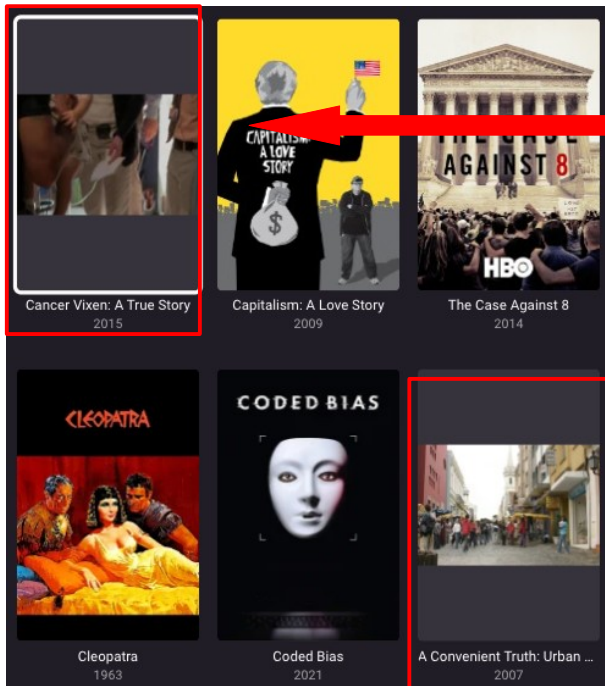 CAPITALISM:
A LOVE
STORY
$
THE CASE
AGAINST 8
HBO
Cancer Vixen: A True Story
2015
Capitalism: A Love Story
2009
The Case Against 8
2014
CLEOPATRA
CODED BIAS
Cleopatra
1963
Coded Bias
2021
A Convenient Truth: Urban ...
2007